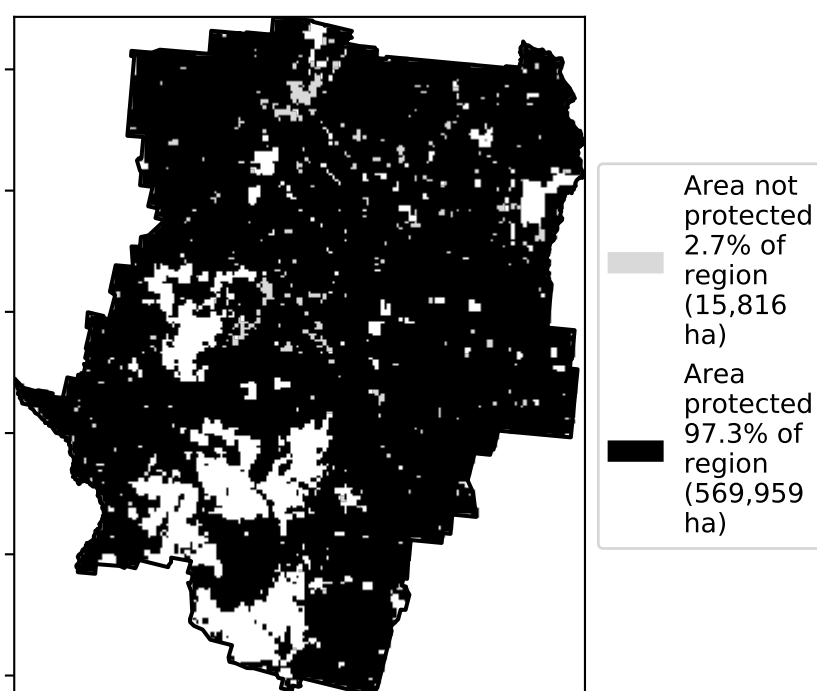 Area not
protected
2.7% of
region
(15,816
ha)
Area
protected
97.3% of
region
(569,959
ha)